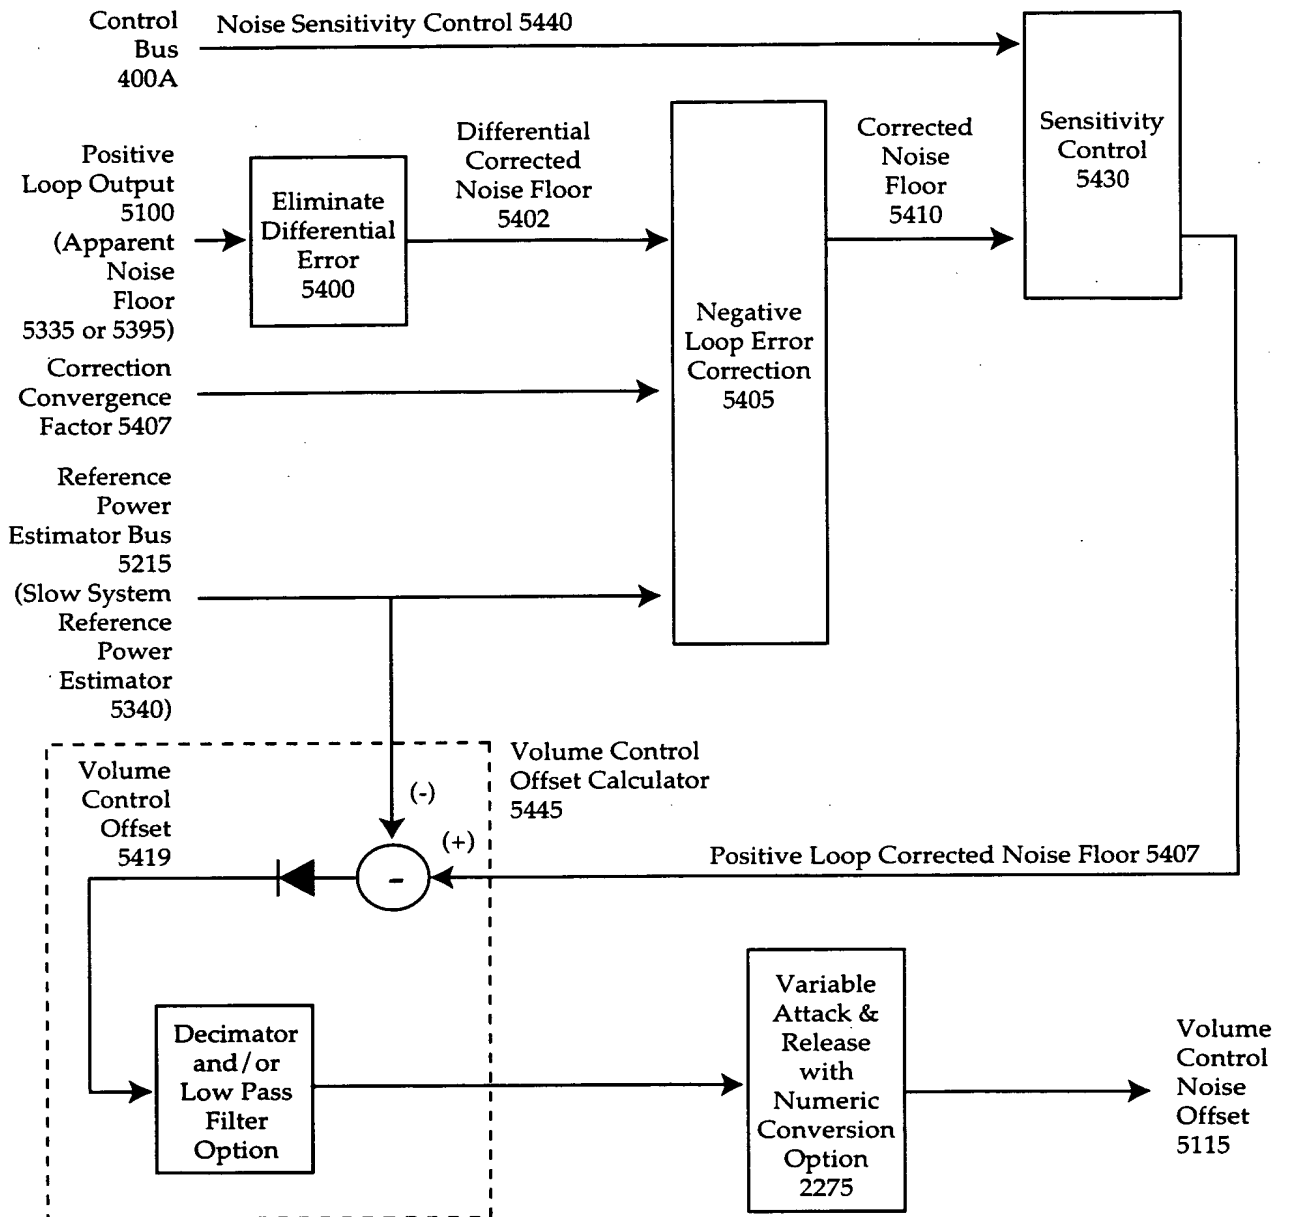 Control
Bus
400A
Noise Sensitivity Control 5440
Positive
Loop Output
5100
(Apparent
Noise
Floor
5335 or 5395)
Eliminate
Differential
Error
5400
Differential
Corrected
Noise Floor
5402
Negative
Loop Error
Correction
5405
Corrected
Noise
Floor
5410
Sensitivity
Control
5430
Correction
Convergence
Factor 5407
Reference
Power
Estimator Bus
5215
(Slow System
Reference
Power
Estimator
5340)
Volume
Control
Offset
5419
Volume Control
Offset Calculator
5445
(-)
(+)
-
Positive Loop Corrected Noise Floor 5407
Decimator
and/or
Low Pass
Filter
Option
Variable
Attack &
Release
with
Numeric
Conversion
Option
2275
Volume
Control
Noise
Offset
5115